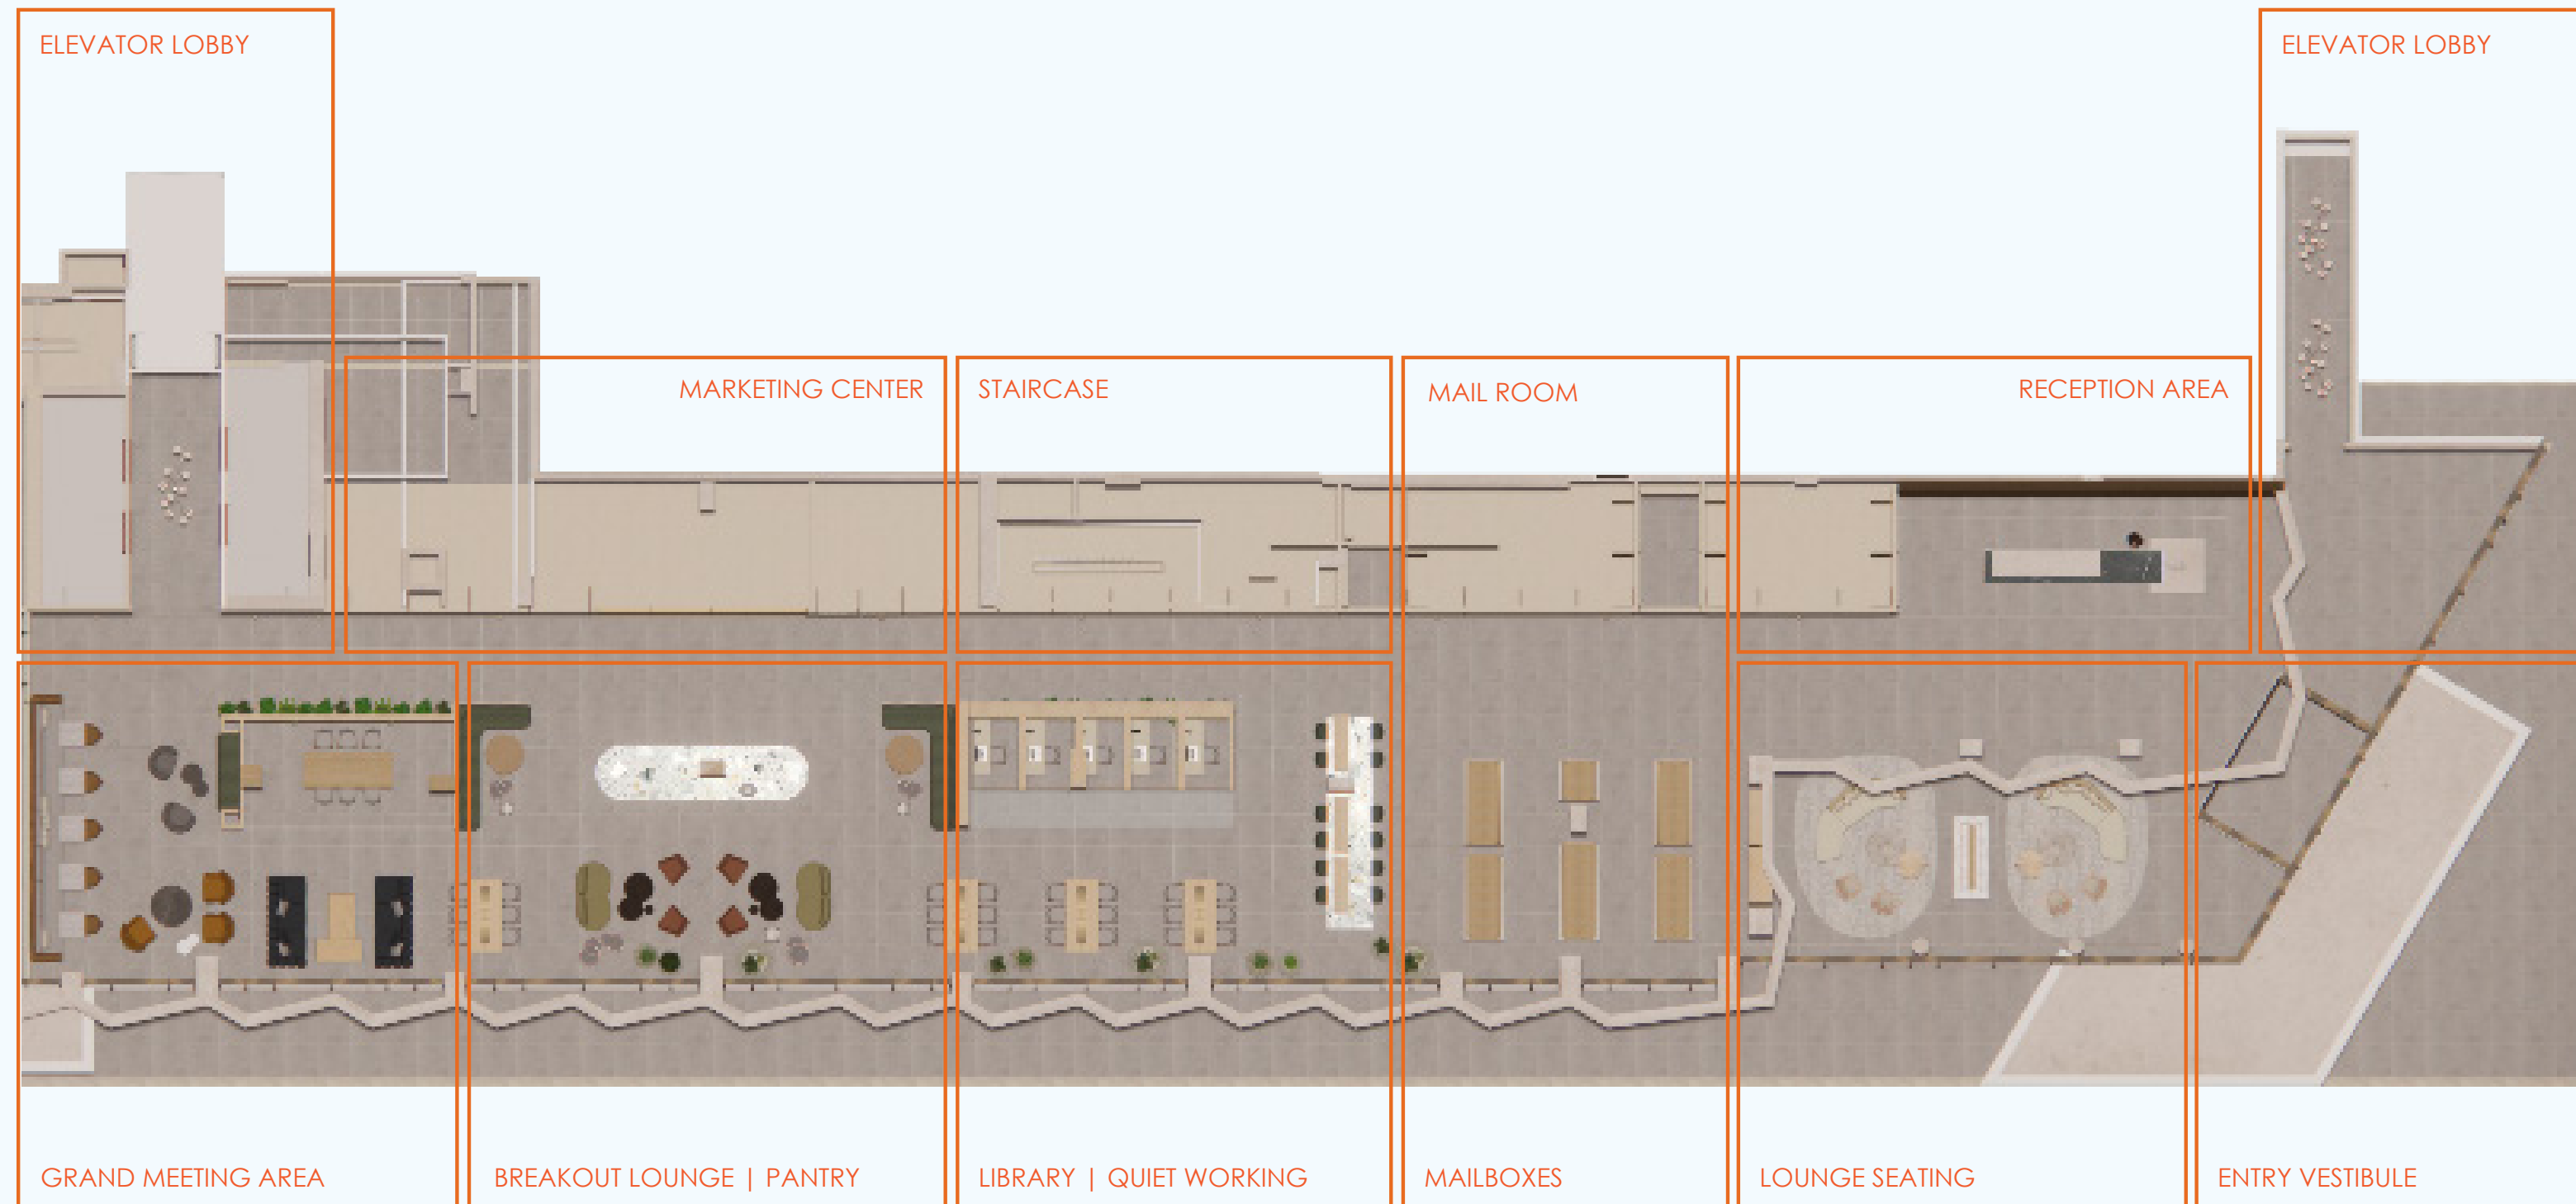 ELEVATOR LOBBY
ELEVATOR LOBBY
MARKETING CENTER
STAIRCASE
MAIL ROOM
RECEPTION AREA
GRAND MEETING AREA
BREAKOUT LOUNGE | PANTRY
LIBRARY | QUIET WORKING
MAILBOXES
LOUNGE SEATING
ENTRY VESTIBULE